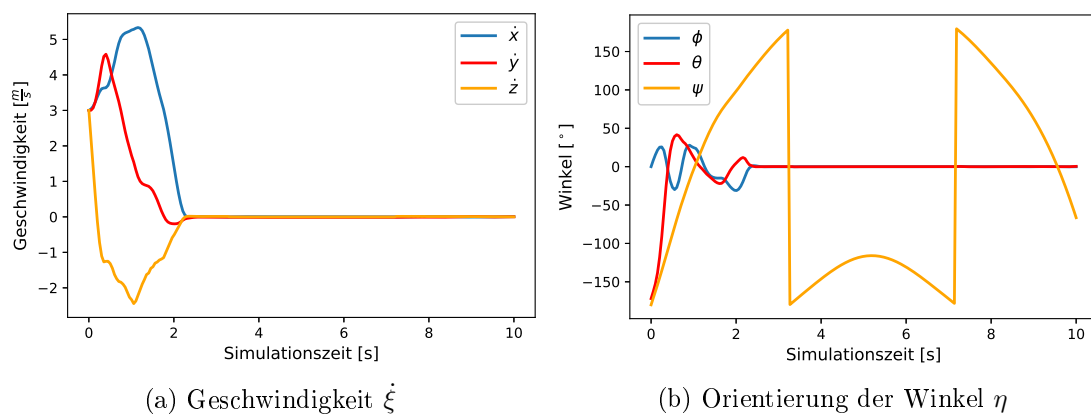 Geschwindigkeit [m/s]
5
4
3
2
1
0
−1
−2
0 2 4 6 8 10
Simulationszeit [s]
ẋ
ẏ
ż
(a) Geschwindigkeit ξ̇
Winkel [°]
150
100
50
0
−50
−100
−150
0 2 4 6 8 10
Simulationszeit [s]
ϕ
θ
ψ
(b) Orientierung der Winkel η